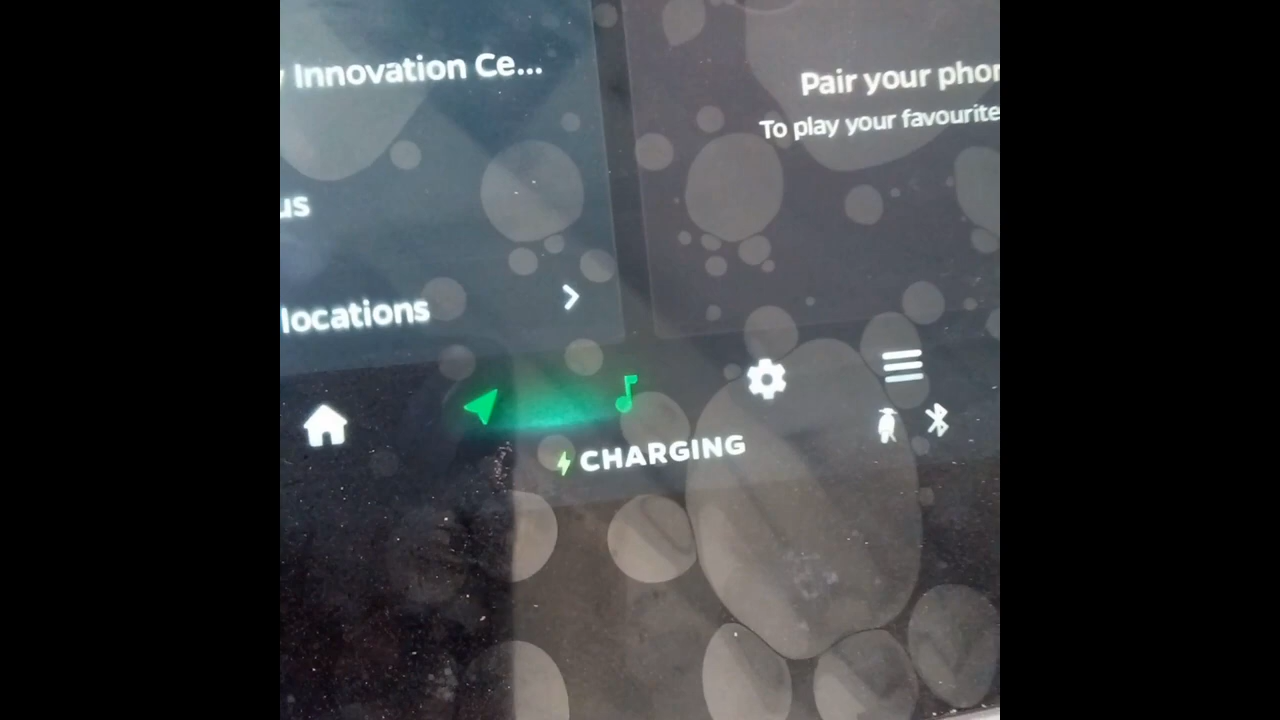 Innovation Ce...
Pair your phon
To play your favourite
us
locations
CHARGING